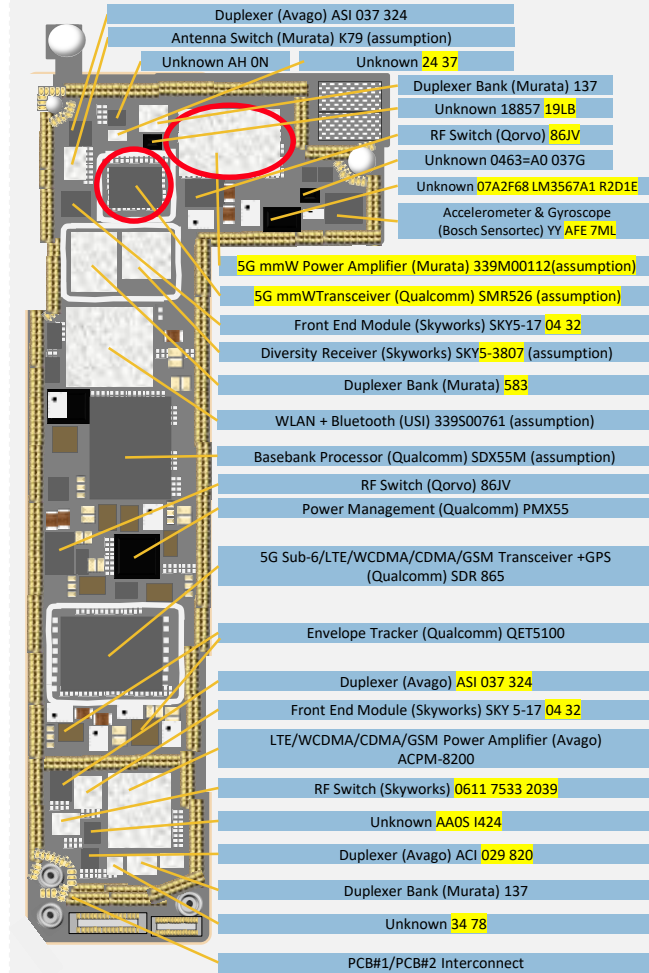 Duplexer (Avago) ASI 037 324
Antenna Switch (Murata) K79 (assumption)
Unknown AH 0N
Unknown 24 37
Duplexer Bank (Murata) 137
Unknown 18857 19LB
RF Switch (Qorvo) 86JV
Unknown 0463=A0 037G
Unknown 07A2F68 LM3567A1 R2D1E
Accelerometer & Gyroscope
(Bosch Sensortec) YY AFE 7ML
5G mmW Power Amplifier (Murata) 339M00112(assumption)
5G mmWTransceiver (Qualcomm) SMR526 (assumption)
Front End Module (Skyworks) SKY5-17 04 32
Diversity Receiver (Skyworks) SKY5-3807 (assumption)
Duplexer Bank (Murata) 583
WLAN + Bluetooth (USI) 339S00761 (assumption)
Basebank Processor (Qualcomm) SDX55M (assumption)
RF Switch (Qorvo) 86JV
Power Management (Qualcomm) PMX55
5G Sub-6/LTE/WCDMA/CDMA/GSM Transceiver +GPS
(Qualcomm) SDR 865
Envelope Tracker (Qualcomm) QET5100
Duplexer (Avago) ASI 037 324
Front End Module (Skyworks) SKY 5-17 04 32
LTE/WCDMA/CDMA/GSM Power Amplifier (Avago)
ACPM-8200
RF Switch (Skyworks) 0611 7533 2039
Unknown AA0S I424
Duplexer (Avago) ACI 029 820
Duplexer Bank (Murata) 137
Unknown 34 78
PCB#1/PCB#2 Interconnect